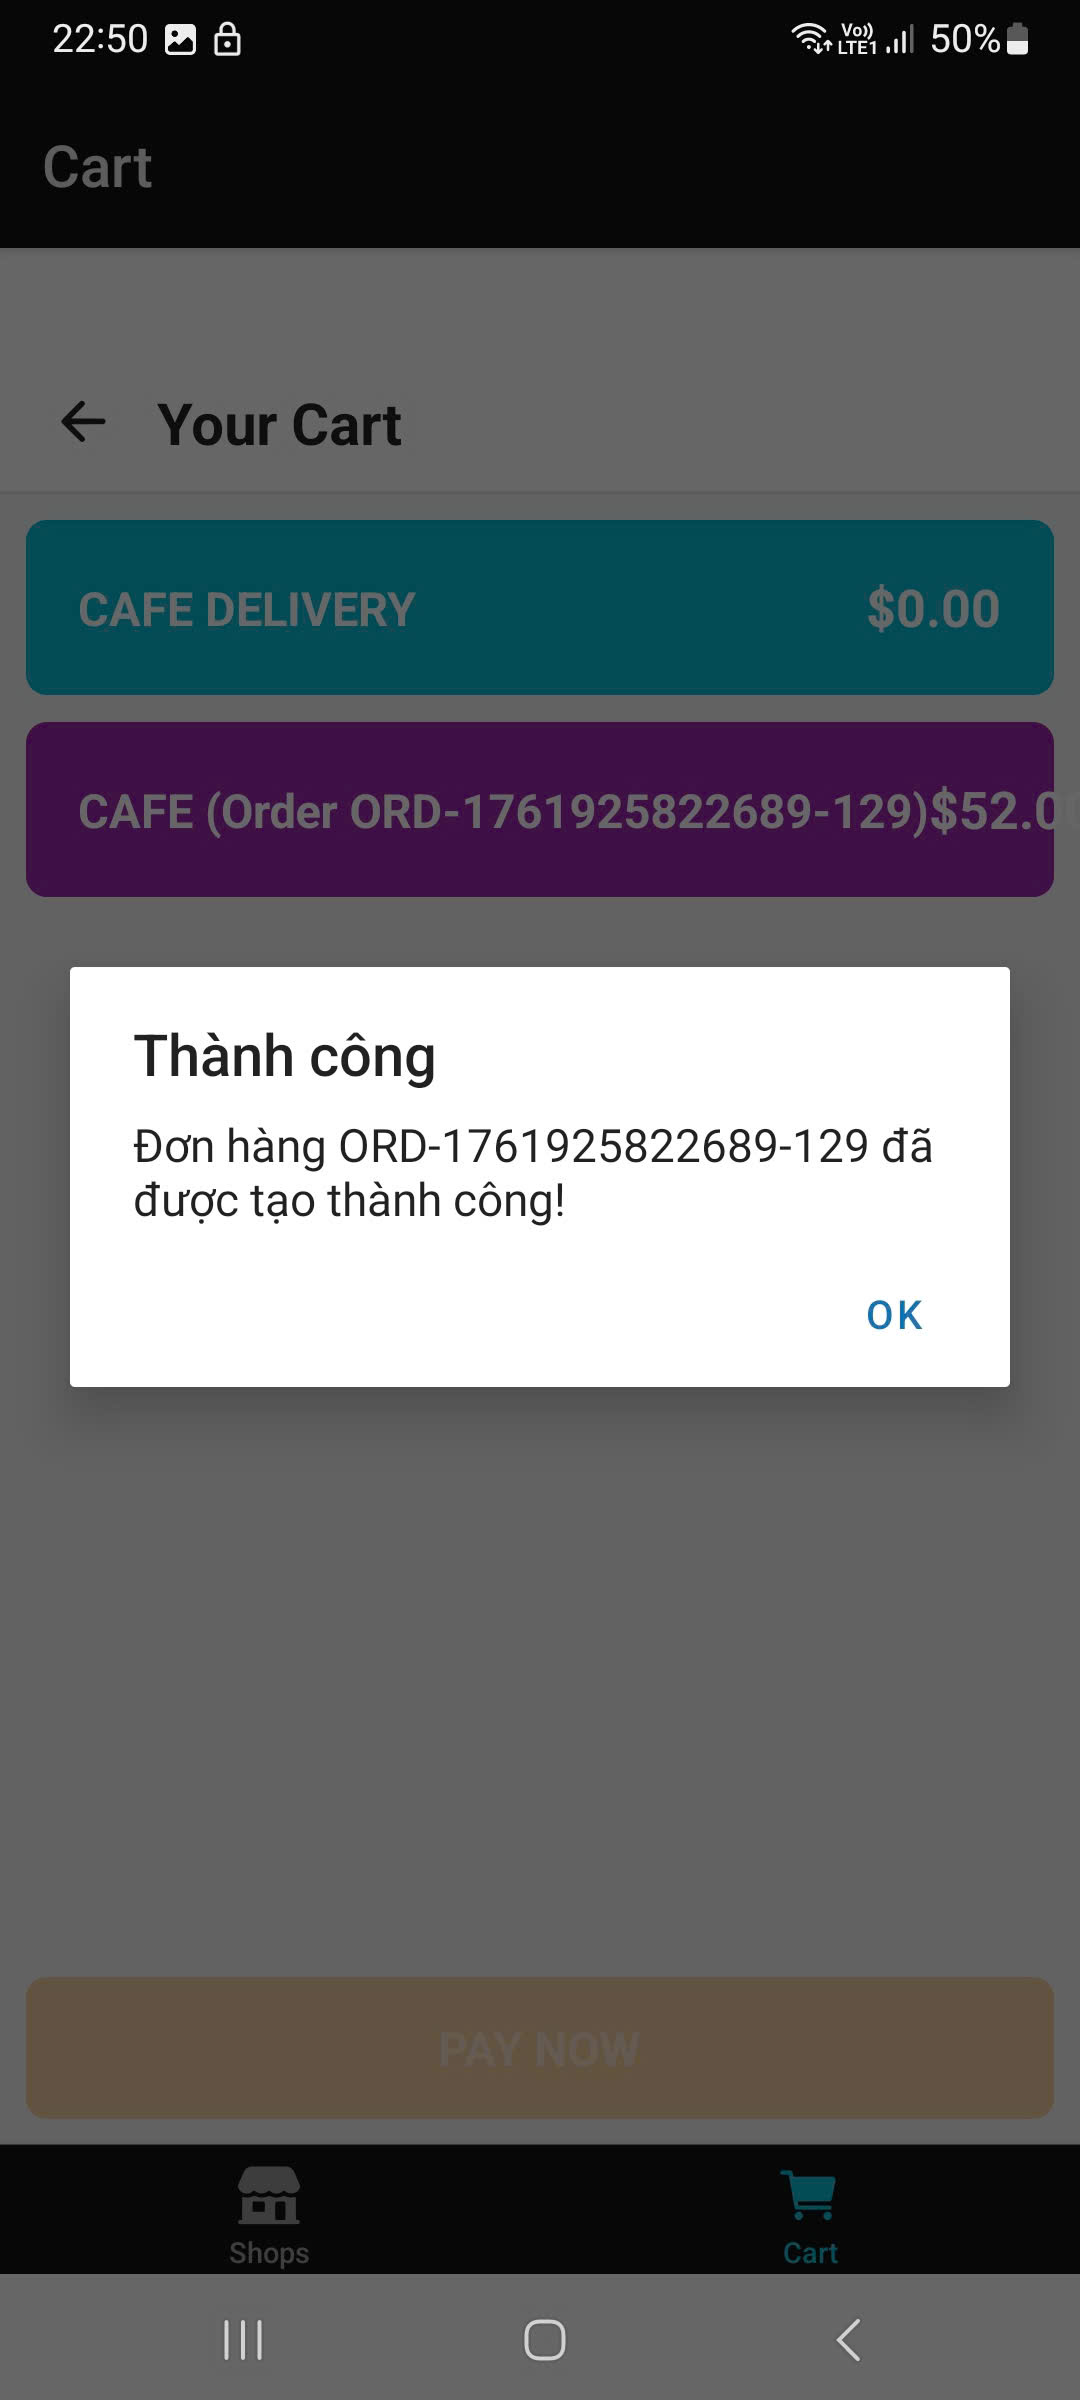 22:50
Vo))
LTE1
50%
Cart
Your Cart
CAFE DELIVERY $0.00
CAFE (Order ORD-1761925822689-129)$52.0
Thành công
Đơn hàng ORD-1761925822689-129 đã
được tạo thành công!
OK
PAY NOW
Shops
Cart